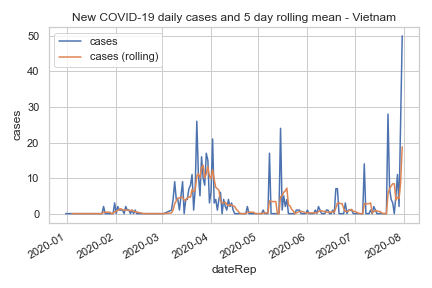 New COVID-19 daily cases and 5 day rolling mean - Vietnam
cases
cases (rolling)
50
40
30
20
10
0
cases
2020-01
2020-02
2020-03
2020-04
2020-05
2020-06
2020-07
2020-08
dateRep